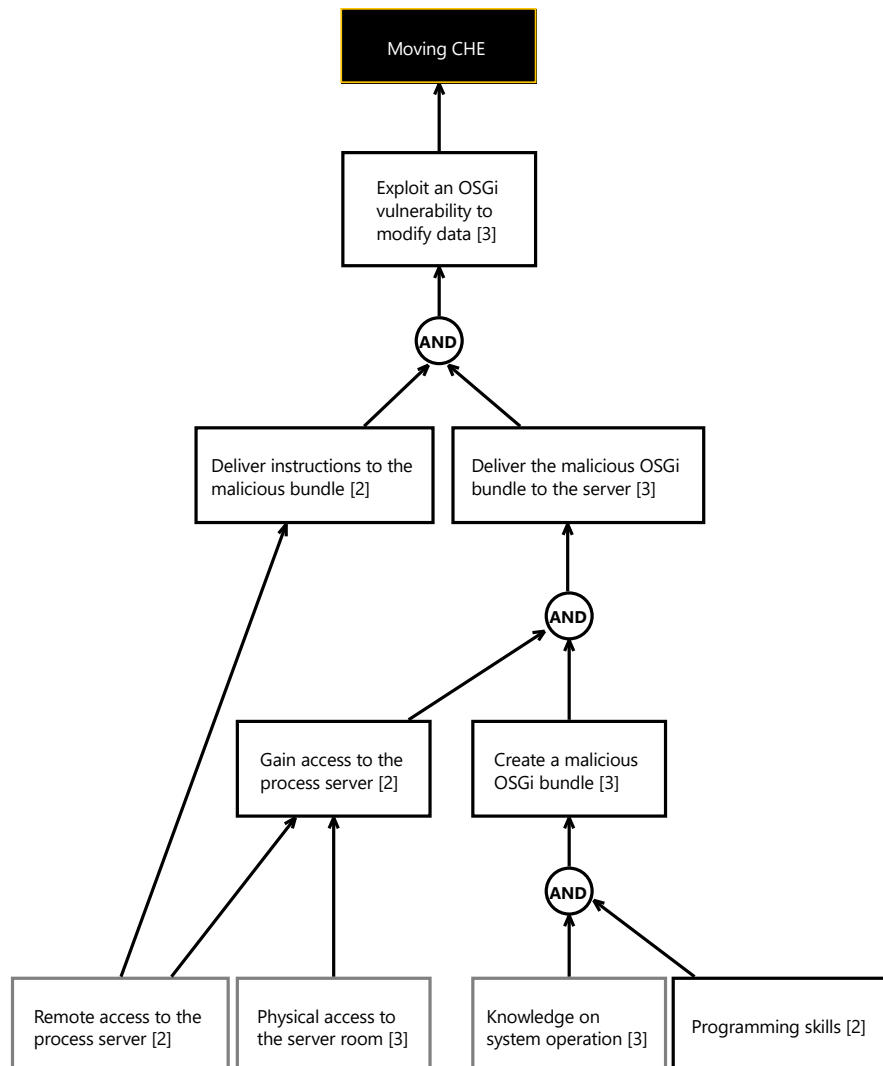 Moving CHE
Exploit an OSGi
vulnerability to
modify data [3]
AND
Deliver instructions to the
malicious bundle [2]
Deliver the malicious OSGi
bundle to the server [3]
AND
Gain access to the
process server [2]
Create a malicious
OSGi bundle [3]
AND
Remote access to the
process server [2]
Physical access to
the server room [3]
Knowledge on
system operation [3]
Programming skills [2]